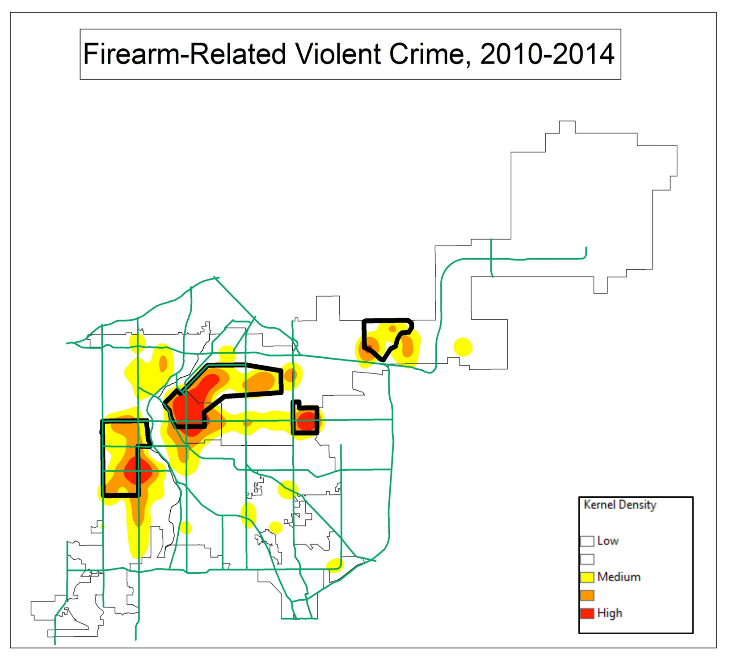 Firearm-Related Violent Crime, 2010-2014
Kernel Density
Low
Medium
High